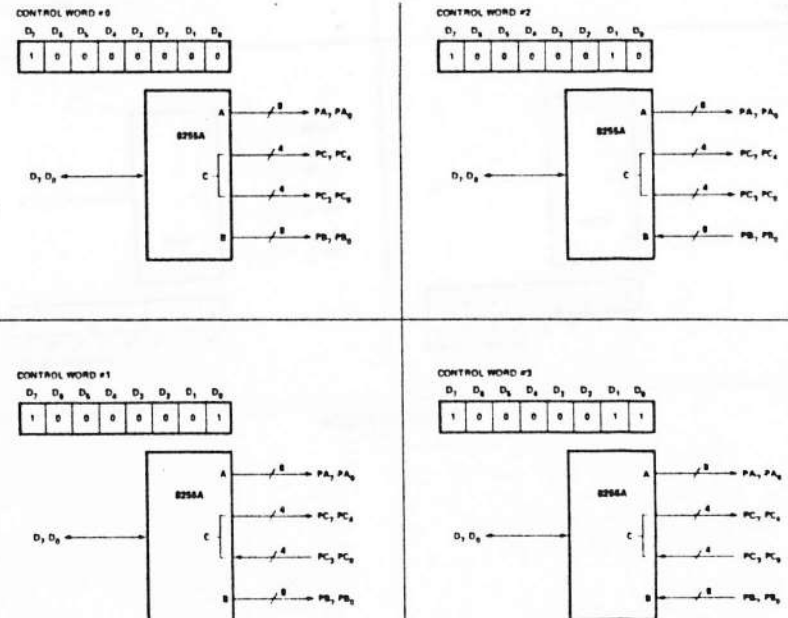 CONTROL WORD #0
D7 D6 D5 D4 D3 D2 D1 D0
1 0 0 0 0 0 0 0
8255A
A 8 PA7 PA0
4 PC7 PC4
D7 D0
C
4 PC3 PC0
B 8 PB7 PB0
CONTROL WORD #2
D7 D6 D5 D4 D3 D2 D1 D0
1 0 0 0 0 0 1 0
8255A
A 8 PA7 PA0
4 PC7 PC4
D7 D0
C
4 PC3 PC0
B 8 PB7 PB0
CONTROL WORD #1
D7 D6 D5 D4 D3 D2 D1 D0
1 0 0 0 0 0 0 1
A 8 PA7 PA0
8255A
4 PC7 PC4
D7 D0
C
4 PC3 PC0
B 8 PB7 PB0
CONTROL WORD #3
D7 D6 D5 D4 D3 D2 D1 D0
1 0 0 0 0 0 1 1
A 8 PA7 PA0
8255A
4 PC7 PC4
D7 D0
C
4 PC3 PC0
B 8 PB7 PB0